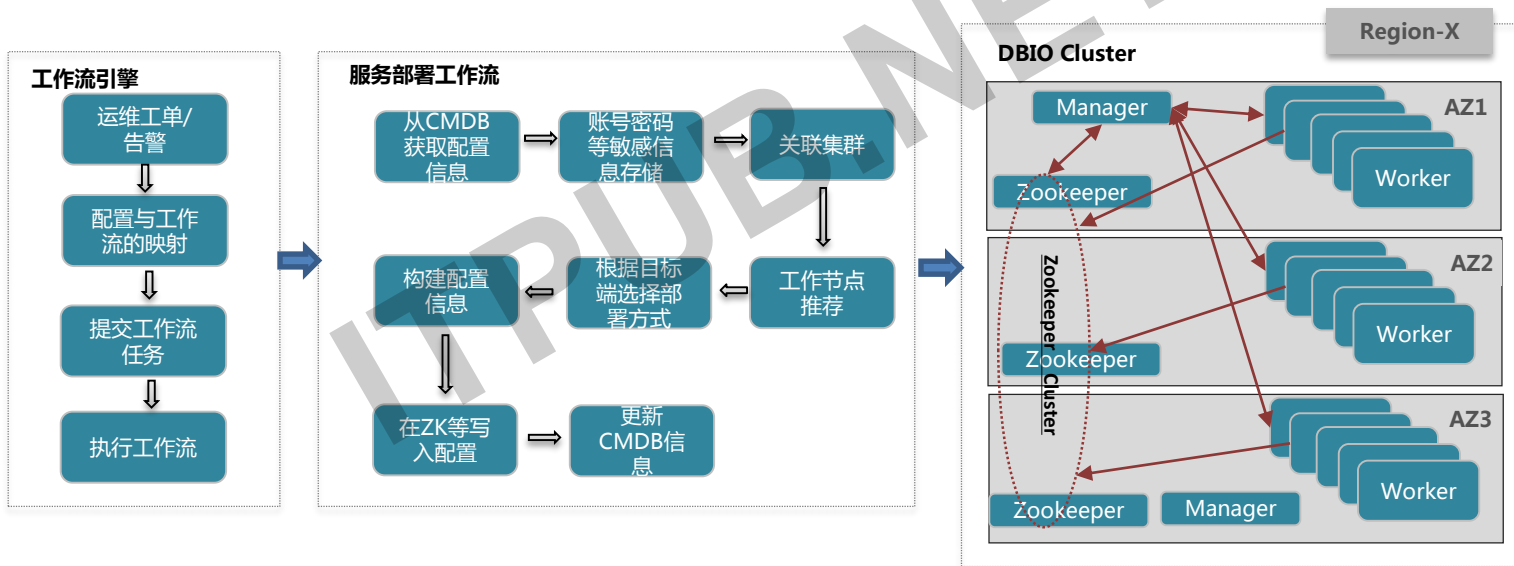 工作流引擎
运维工单/
告警
配置与工作
流的映射
提交工作流
任务
执行工作流
服务部署工作流
从CMDB
获取配置
信息
账号密码
等敏感信
息存储
关联集群
工作节点
推荐
根据目标
端选择部
署方式
构建配置
信息
在ZK等写
入配置
更新
CMDB信
息
Region-X
DBIO Cluster
AZ1
Manager
Zookeeper
Worker
AZ2
Zookeeper
Worker
AZ3
Zookeeper
Manager
Worker
Zookeeper Cluster
ITPUB.NE